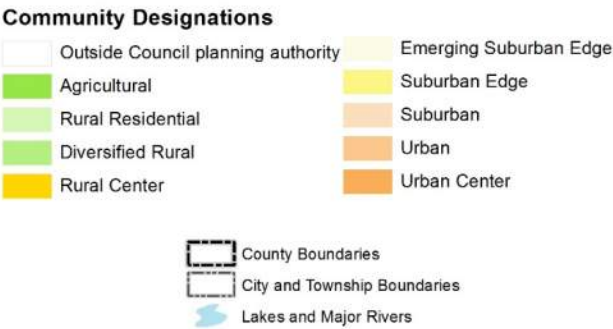 Community Designations
Outside Council planning authority
Agricultural
Rural Residential
Diversified Rural
Rural Center
Emerging Suburban Edge
Suburban Edge
Suburban
Urban
Urban Center
County Boundaries
City and Township Boundaries
Lakes and Major Rivers